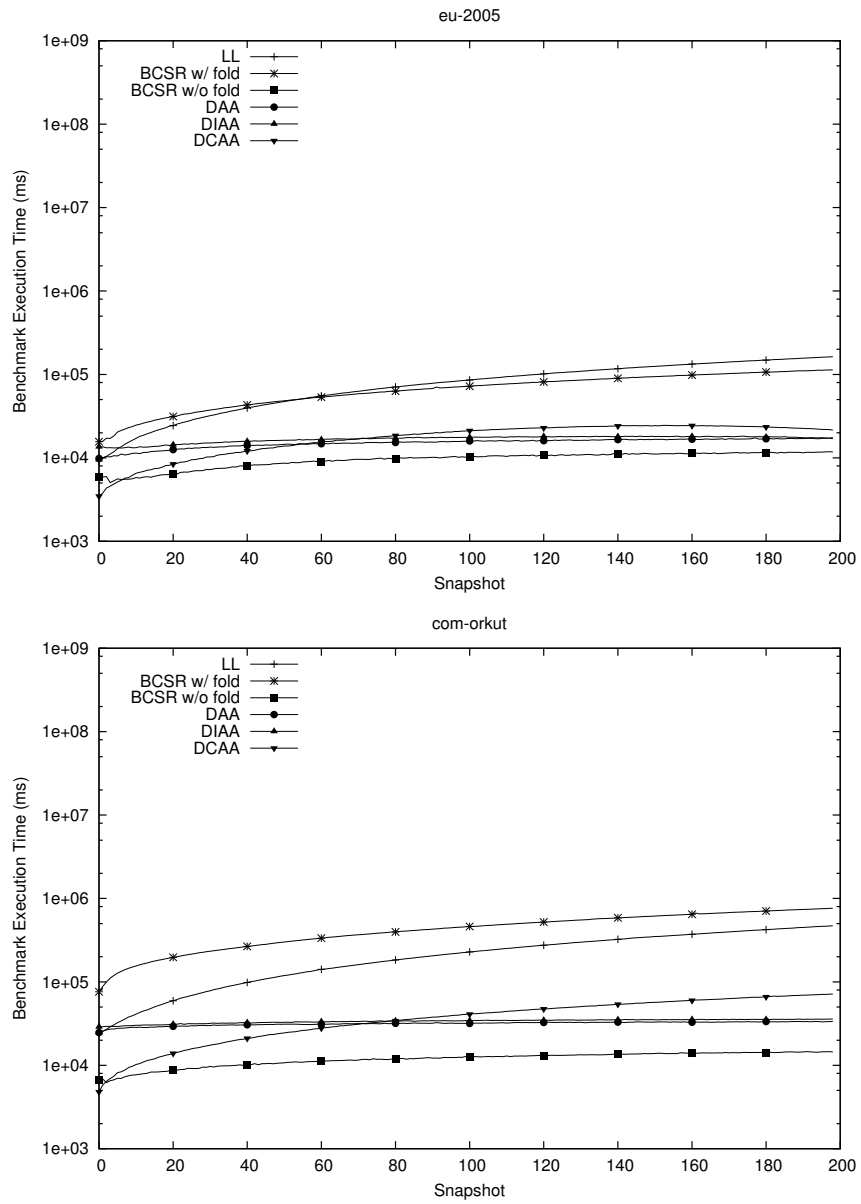 eu-2005
1e+09
1e+08
1e+07
1e+06
1e+05
1e+04
1e+03
Benchmark Execution Time (ms)
LL
BCSR w/ fold
BCSR w/o fold
DAA
DIAA
DCAA
0 20 40 60 80 100 120 140 160 180 200
Snapshot
com-orkut
1e+09
1e+08
1e+07
1e+06
1e+05
1e+04
1e+03
Benchmark Execution Time (ms)
LL
BCSR w/ fold
BCSR w/o fold
DAA
DIAA
DCAA
0 20 40 60 80 100 120 140 160 180 200
Snapshot